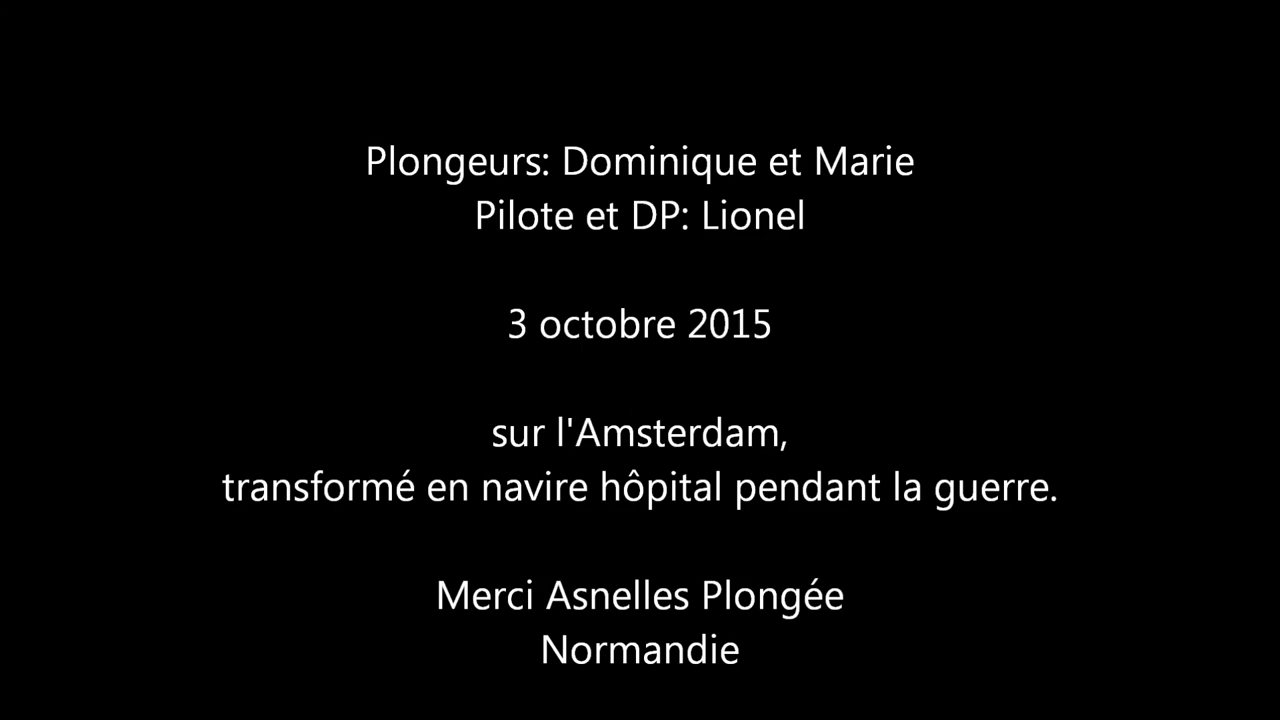 Plongeurs: Dominique et Marie
Pilote et DP: Lionel
3 octobre 2015
sur l'Amsterdam,
transformé en navire hôpital pendant la guerre.
Merci Asnelles Plongée
Normandie